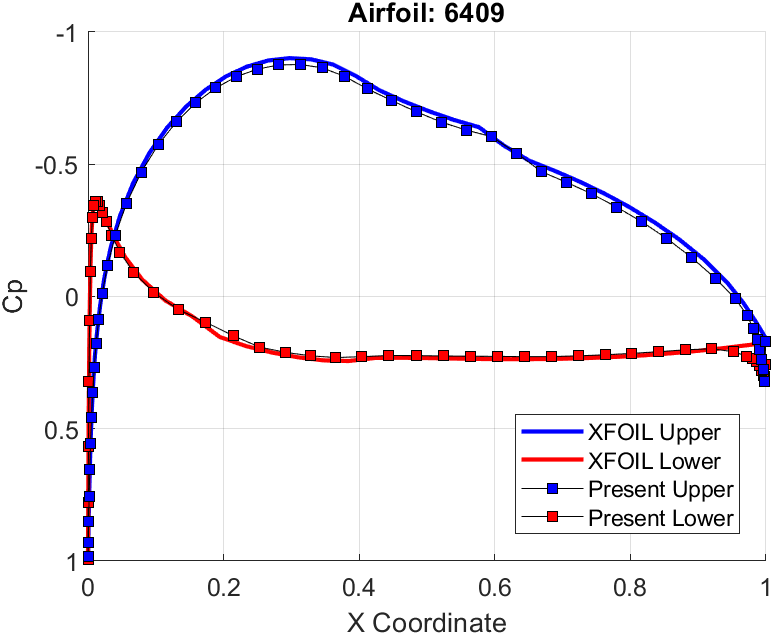 Airfoil: 6409
-1
-0.5
0
0.5
1
Cp
0
0.2
0.4
0.6
0.8
1
X Coordinate
XFOIL Upper
XFOIL Lower
Present Upper
Present Lower